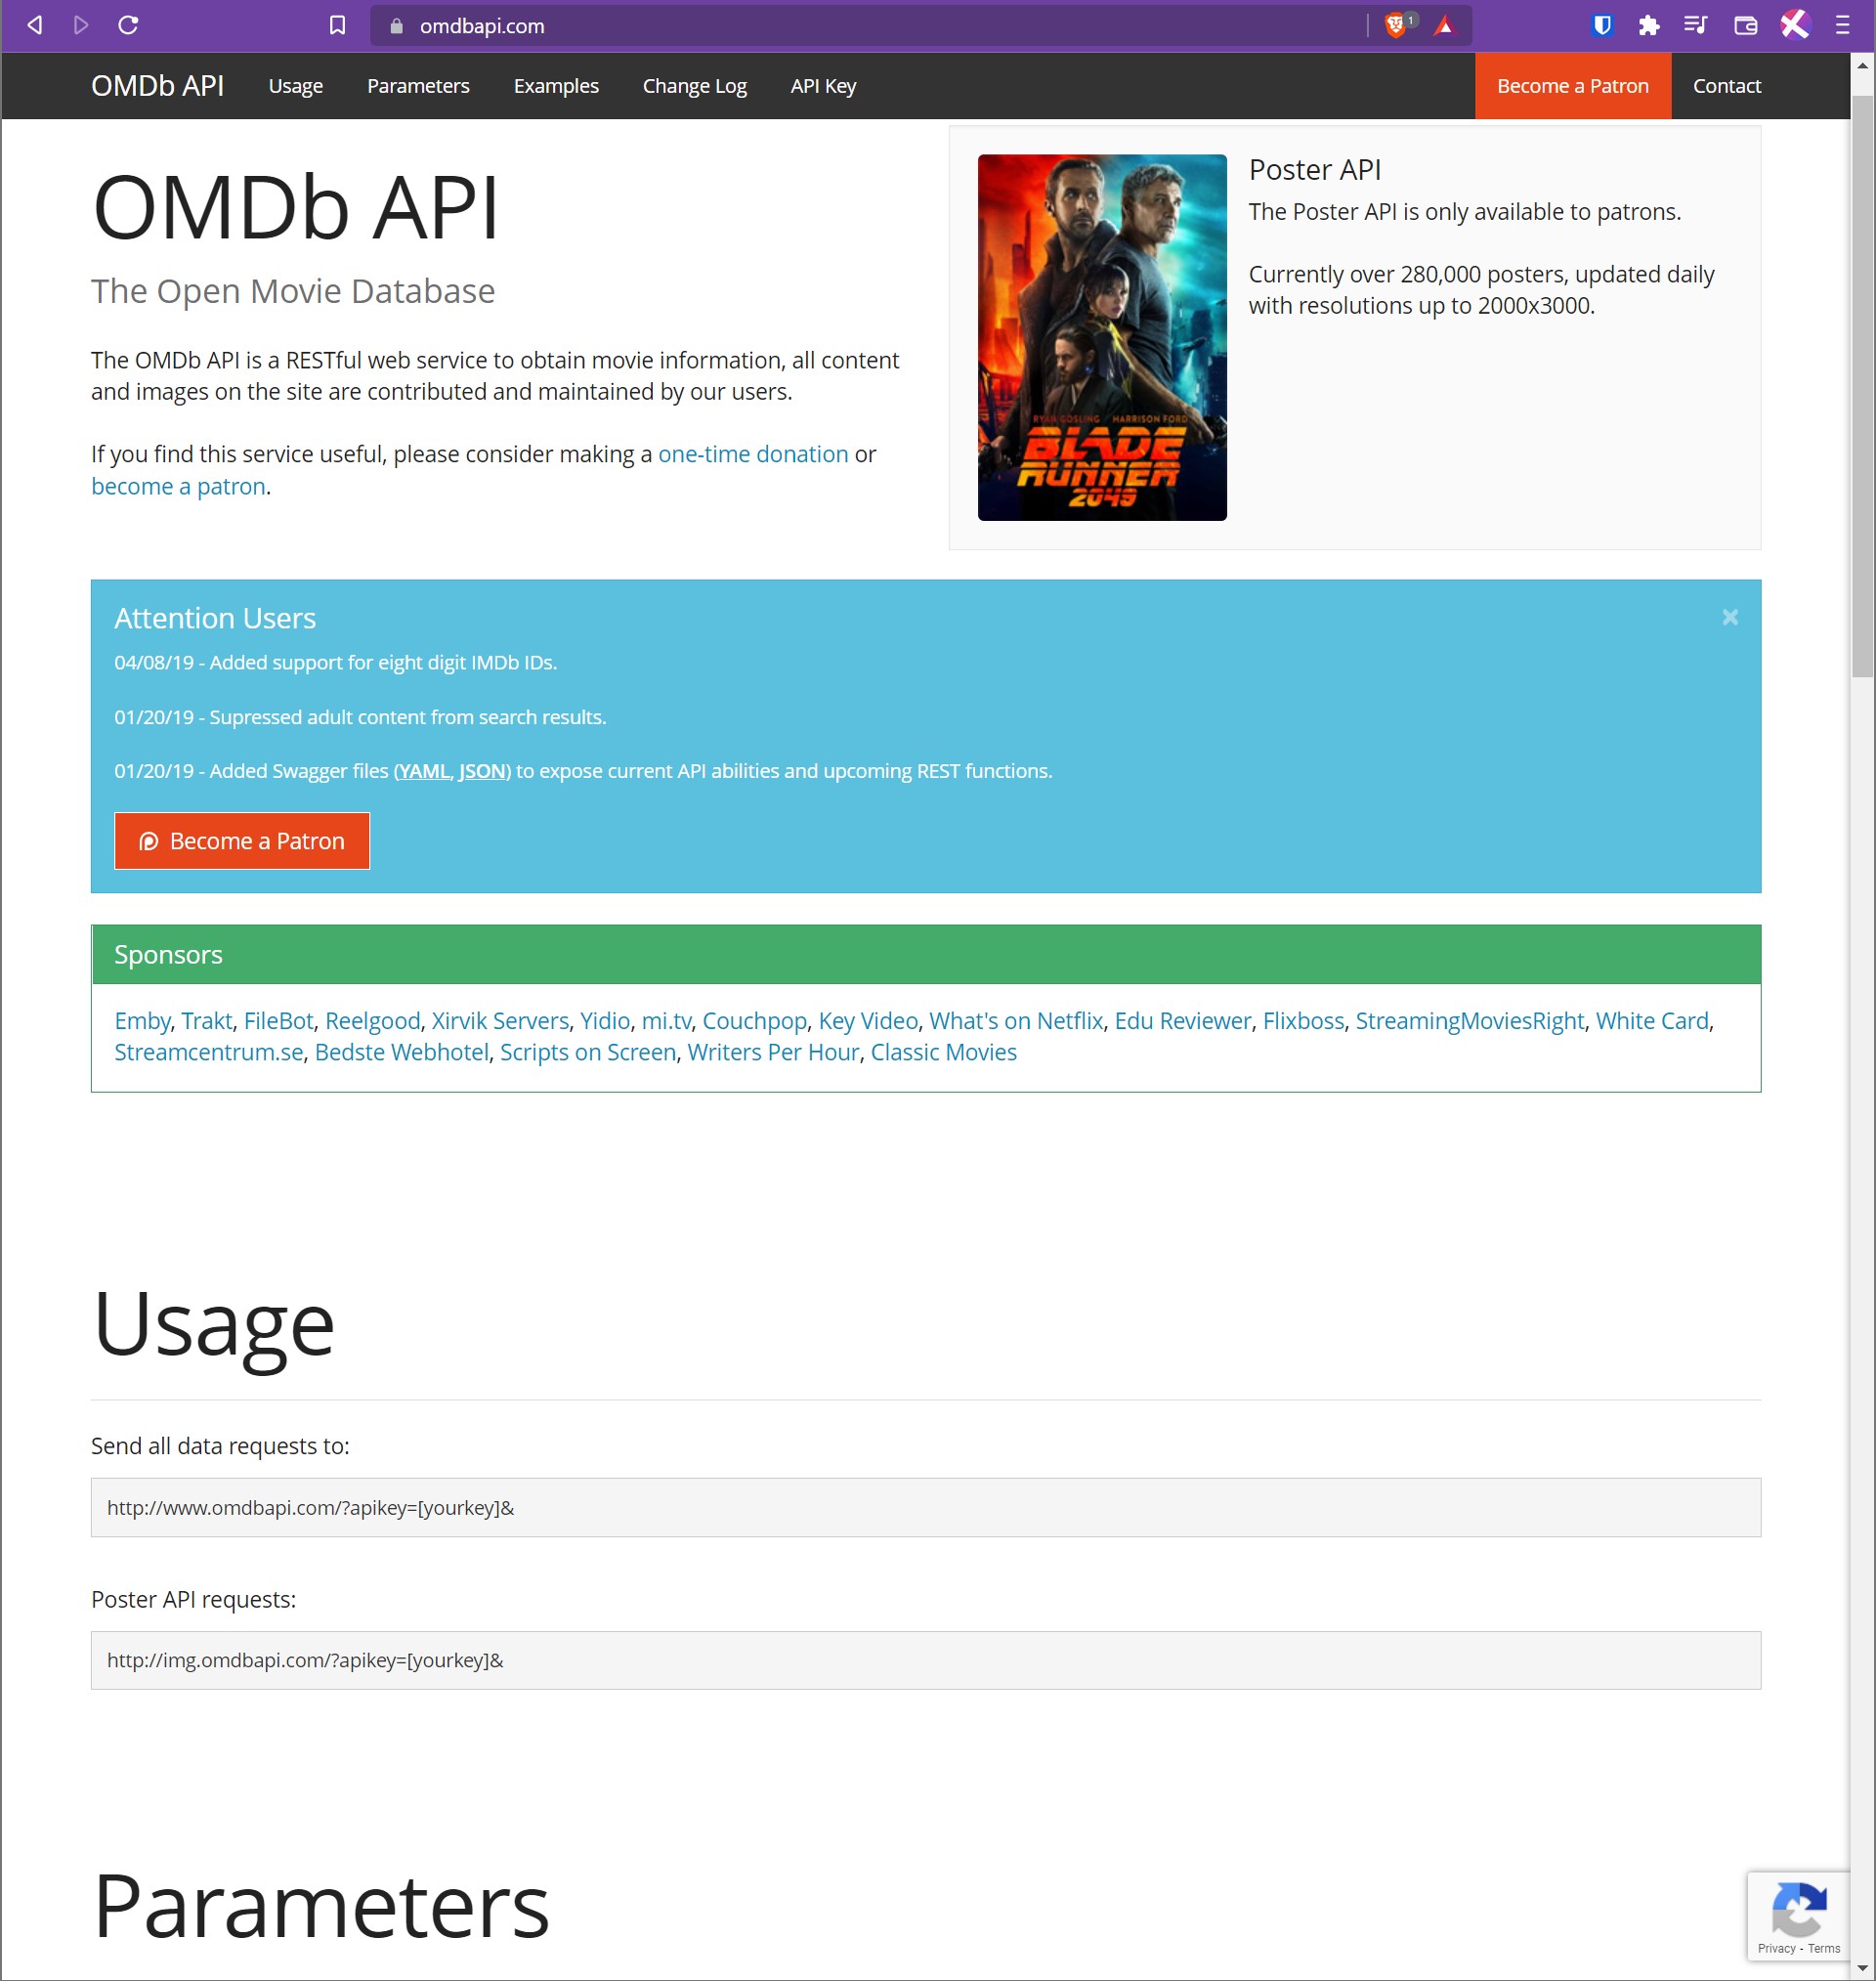 omdbapi.com
1
OMDb API Usage Parameters Examples Change Log API Key Become a Patron Contact
OMDb API
The Open Movie Database
The OMDb API is a RESTful web service to obtain movie information, all content
and images on the site are contributed and maintained by our users.
If you find this service useful, please consider making a one-time donation or
become a patron.
RYAN GOSLING / HARRISON FORD
BLADE
RUNNER
2049
Poster API
The Poster API is only available to patrons.
Currently over 280,000 posters, updated daily
with resolutions up to 2000x3000.
Attention Users
×
04/08/19 - Added support for eight digit IMDb IDs.
01/20/19 - Supressed adult content from search results.
01/20/19 - Added Swagger files (YAML, JSON) to expose current API abilities and upcoming REST functions.
Become a Patron
Sponsors
Emby, Trakt, FileBot, Reelgood, Xirvik Servers, Yidio, mi.tv, Couchpop, Key Video, What's on Netflix, Edu Reviewer, Flixboss, StreamingMoviesRight, White Card,
Streamcentrum.se, Bedste Webhotel, Scripts on Screen, Writers Per Hour, Classic Movies
Usage
Send all data requests to:
http://www.omdbapi.com/?apikey=[yourkey]&
Poster API requests:
http://img.omdbapi.com/?apikey=[yourkey]&
Parameters
Privacy - Terms